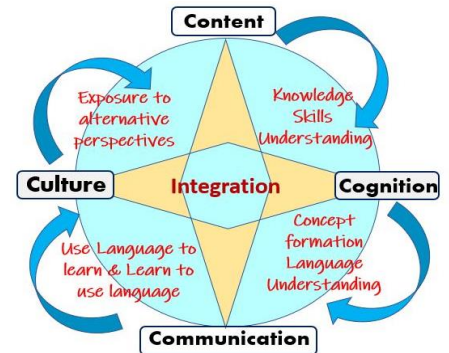 Content
Exposure to
alternative
perspectives
Knowledge
Skills
Understanding
Culture
Integration
Cognition
Use Language to
learn & Learn to
use language
Concept
formation
Language
Understanding
Communication